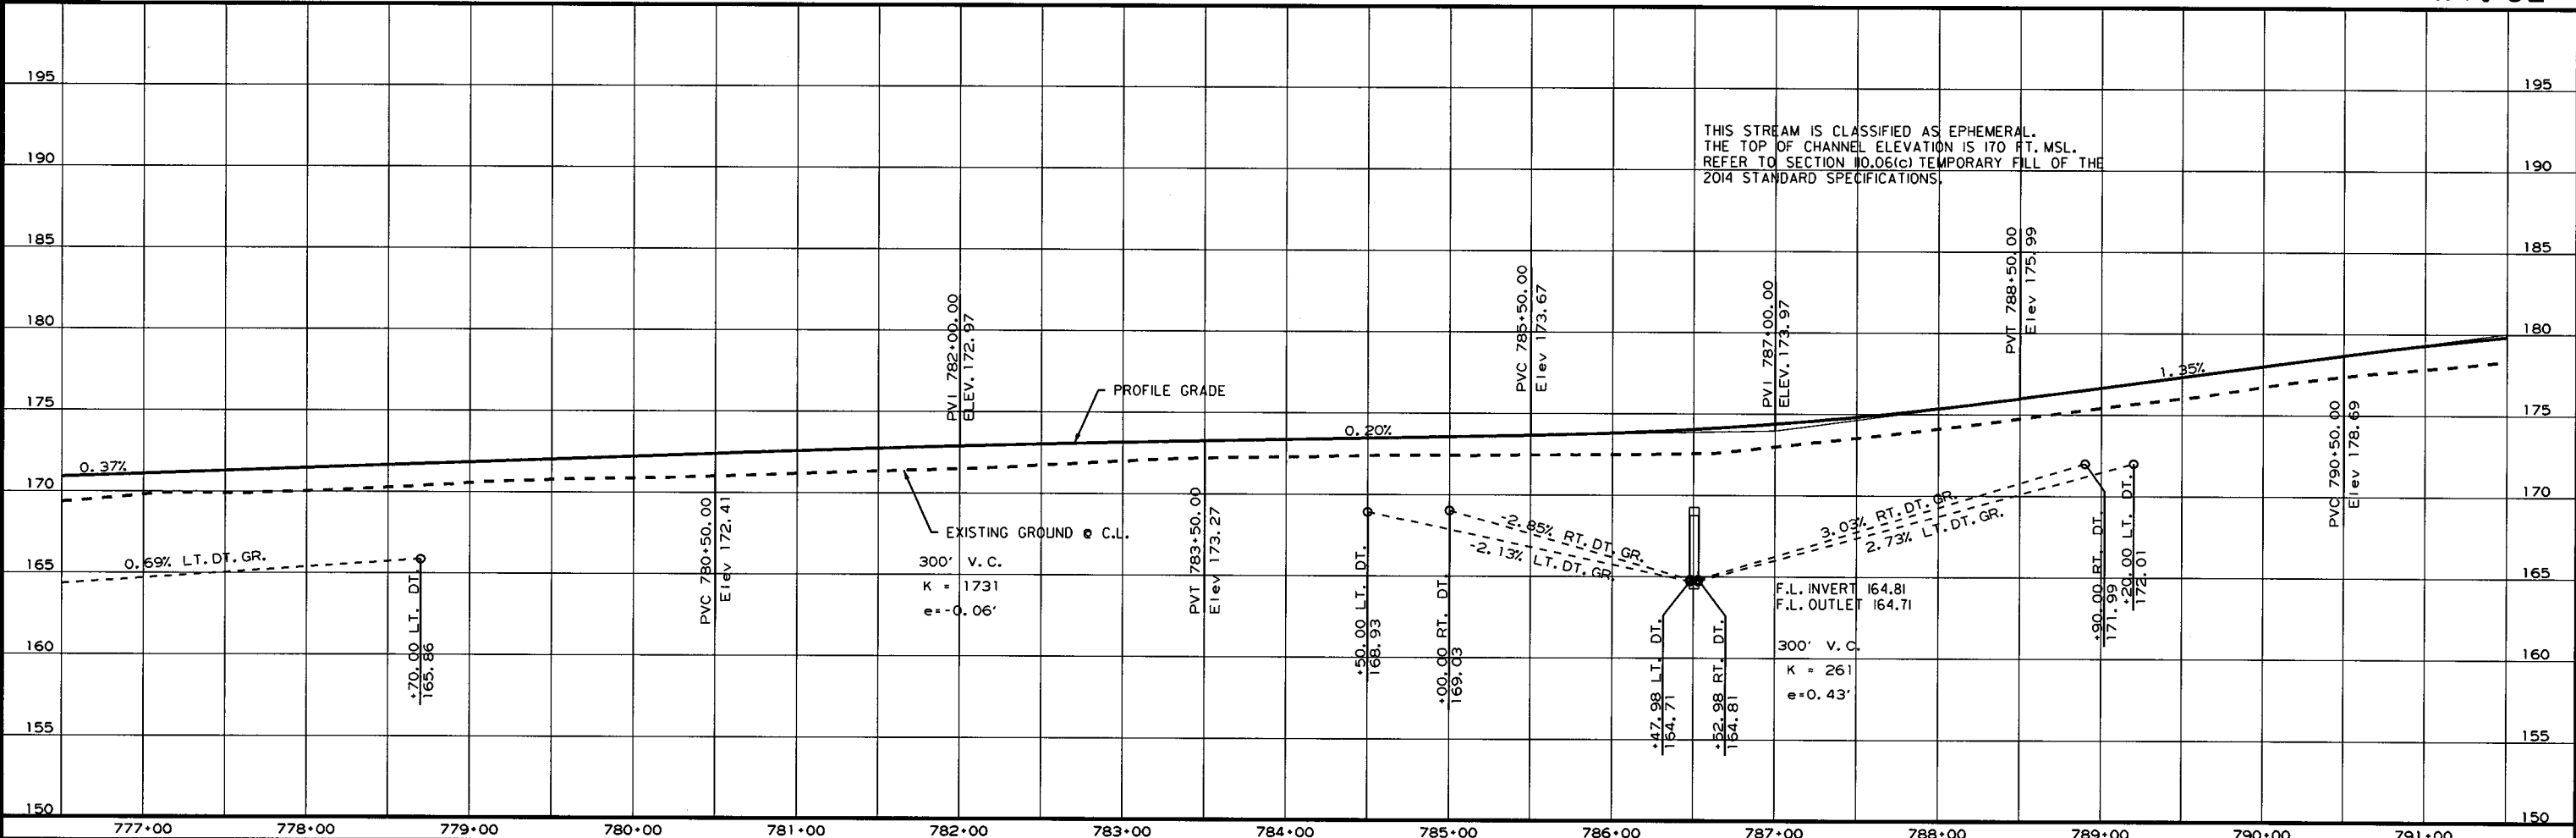 195
190
185
180
175
170
165
160
155
150
195
190
185
180
175
170
165
160
155
150
THIS STREAM IS CLASSIFIED AS EPHEMERAL.
THE TOP OF CHANNEL ELEVATION IS 170 FT. MSL.
REFER TO SECTION 110.06(c) TEMPORARY FILL OF THE
2014 STANDARD SPECIFICATIONS.
PVI 782+00.00
ELEV. 172.97
PVC 785+50.00
Elev 173.67
PVI 787+00.00
ELEV. 173.97
PVT 788+50.00
Elev 175.99
PROFILE GRADE
0.37%
0.20%
1.35%
EXISTING GROUND @ C.L.
300' V.C.
K = 1731
e=-0.06'
PVC 780+50.00
Elev 172.41
PVT 783+50.00
Elev 173.27
PVC 790+50.00
Elev 178.69
0.69% LT. DT. GR.
+70.00 LT. DT.
165.86
+50.00 LT. DT.
168.93
+00.00 RT. DT.
169.03
-2.85% RT. DT. GR.
-2.13% LT. DT. GR.
3.03% RT. DT. GR.
2.73% LT. DT. GR.
+47.98 LT. DT.
164.71
+52.98 RT. DT.
164.81
F.L. INVERT 164.81
F.L. OUTLET 164.71
300' V.C.
K = 261
e=0.43'
+90.00 RT. DT.
171.99
+20.00 LT. DT.
172.01
777+00
778+00
779+00
780+00
781+00
782+00
783+00
784+00
785+00
786+00
787+00
788+00
789+00
790+00
791+00